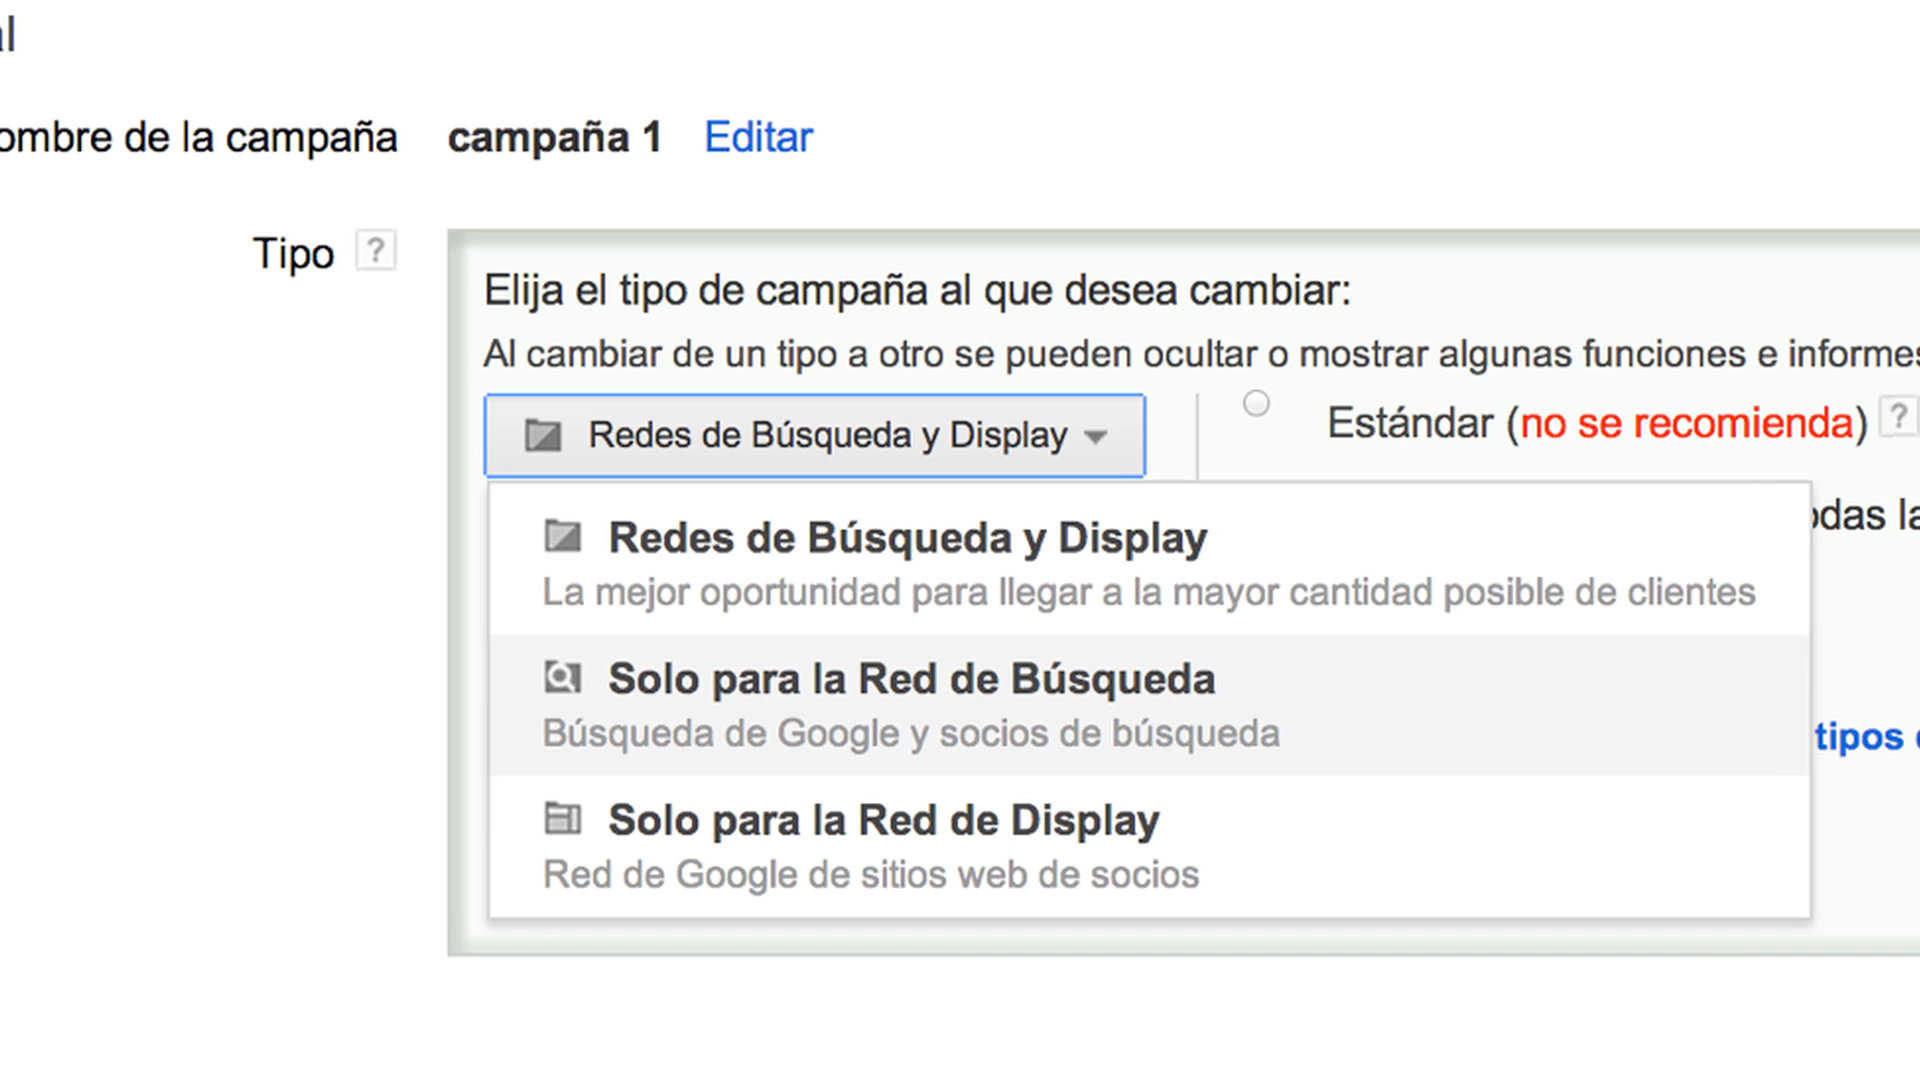 al
ombre de la campaña campaña 1 Editar
Tipo ?
Elija el tipo de campaña al que desea cambiar:
Al cambiar de un tipo a otro se pueden ocultar o mostrar algunas funciones e informes
Redes de Búsqueda y Display
Estándar (no se recomienda) ?
Redes de Búsqueda y Display
La mejor oportunidad para llegar a la mayor cantidad posible de clientes
Solo para la Red de Búsqueda
Búsqueda de Google y socios de búsqueda
tipos
Solo para la Red de Display
Red de Google de sitios web de socios